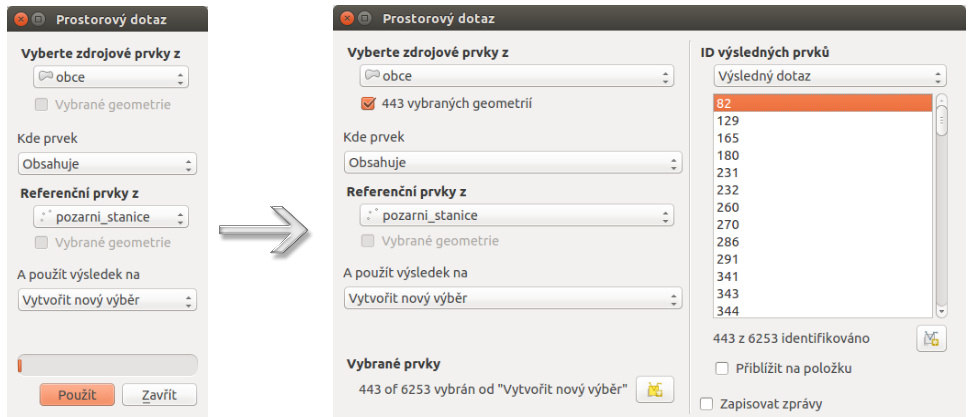 Prostorový dotaz
Vyberte zdrojové prvky z
obce
Vybrané geometrie
Kde prvek
Obsahuje
Referenční prvky z
pozarni_stanice
Vybrané geometrie
A použít výsledek na
Vytvořit nový výběr
Použít
Zavřít
Prostorový dotaz
Vyberte zdrojové prvky z
obce
443 vybraných geometrií
Kde prvek
Obsahuje
Referenční prvky z
pozarni_stanice
Vybrané geometrie
A použít výsledek na
Vytvořit nový výběr
Vybrané prvky
443 of 6253 vybrán od "Vytvořit nový výběr"
ID výsledných prvků
Výsledný dotaz
82
129
165
180
231
232
260
270
286
291
341
343
344
443 z 6253 identifikováno
Přiblížit na položku
Zapisovat zprávy